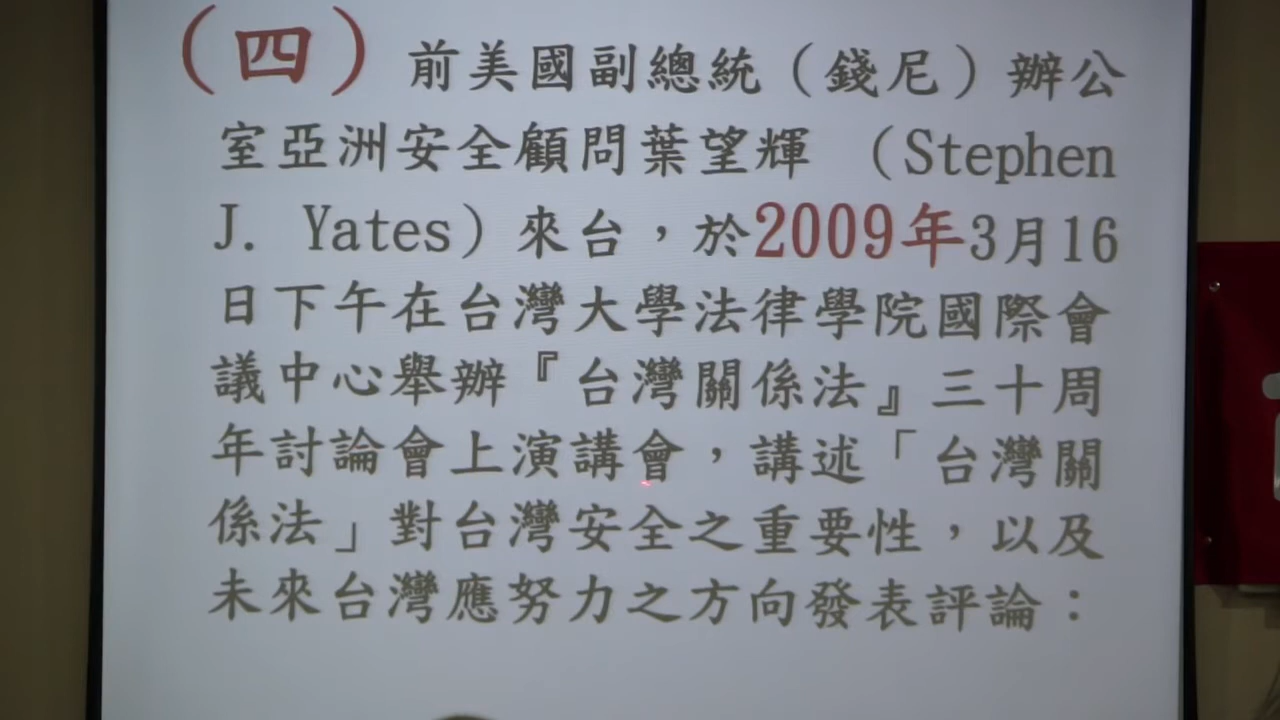 （四）前美國副總統（錢尼）辦公
室亞洲安全顧問葉望輝 （Stephen
J. Yates）來台，於2009年3月16
日下午在台灣大學法律學院國際會
議中心舉辦『台灣關係法』三十周
年討論會上演講會，講述「台灣關
係法」對台灣安全之重要性，以及
未來台灣應努力之方向發表評論：